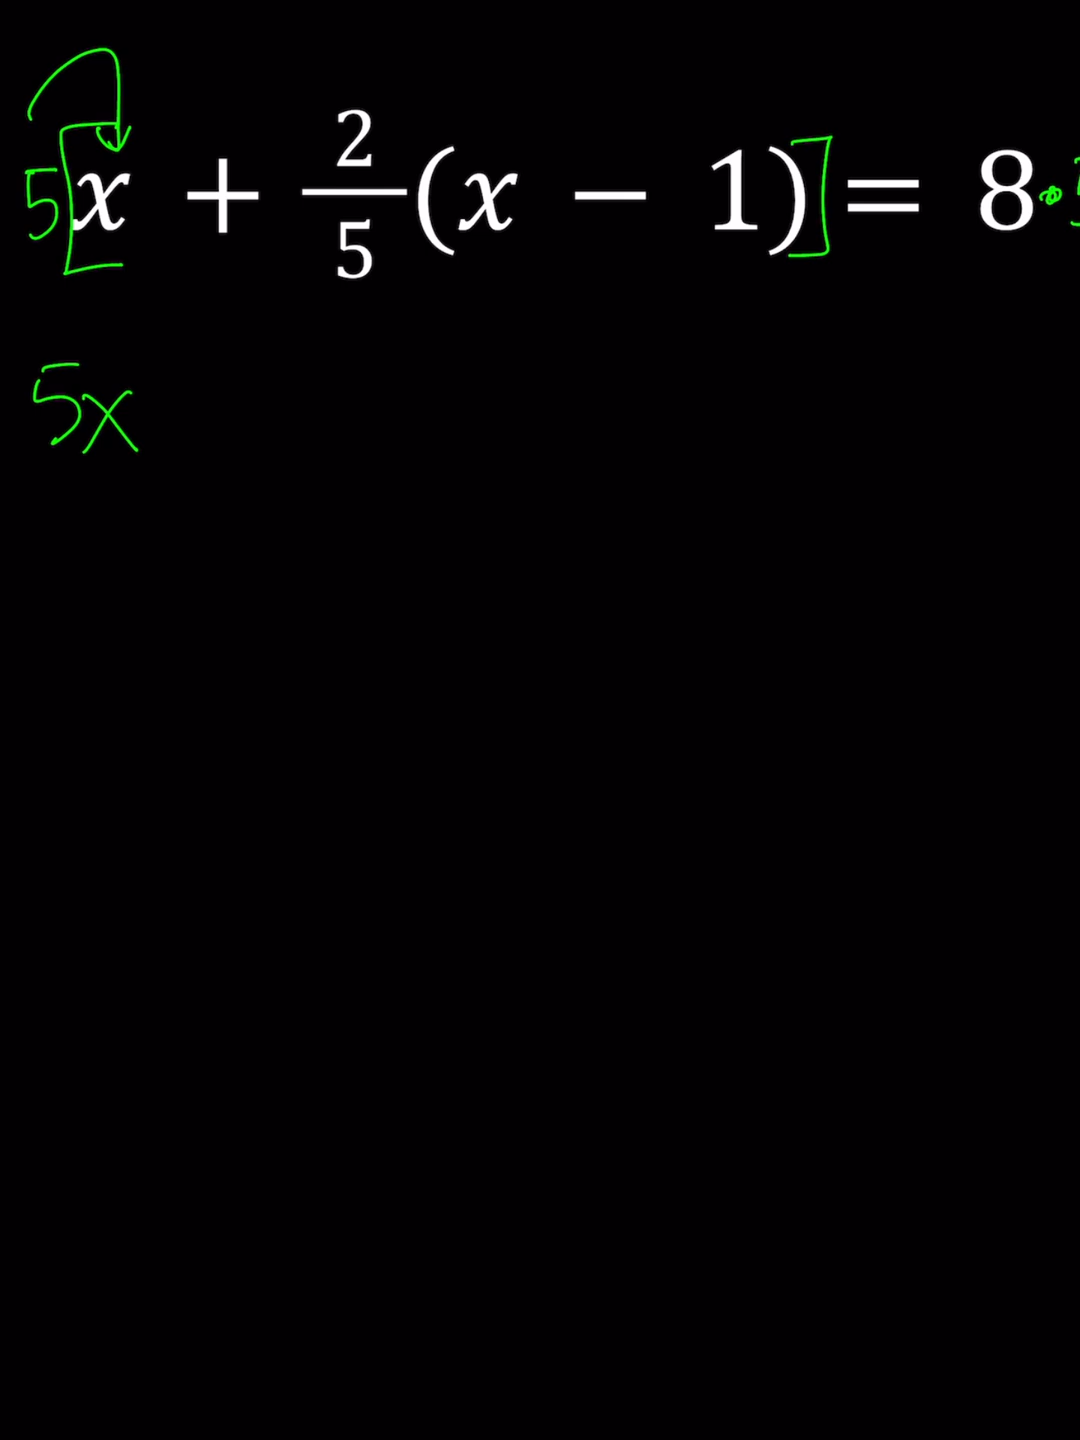 5[x + 2/5 (x − 1)] = 8 • 5
5x